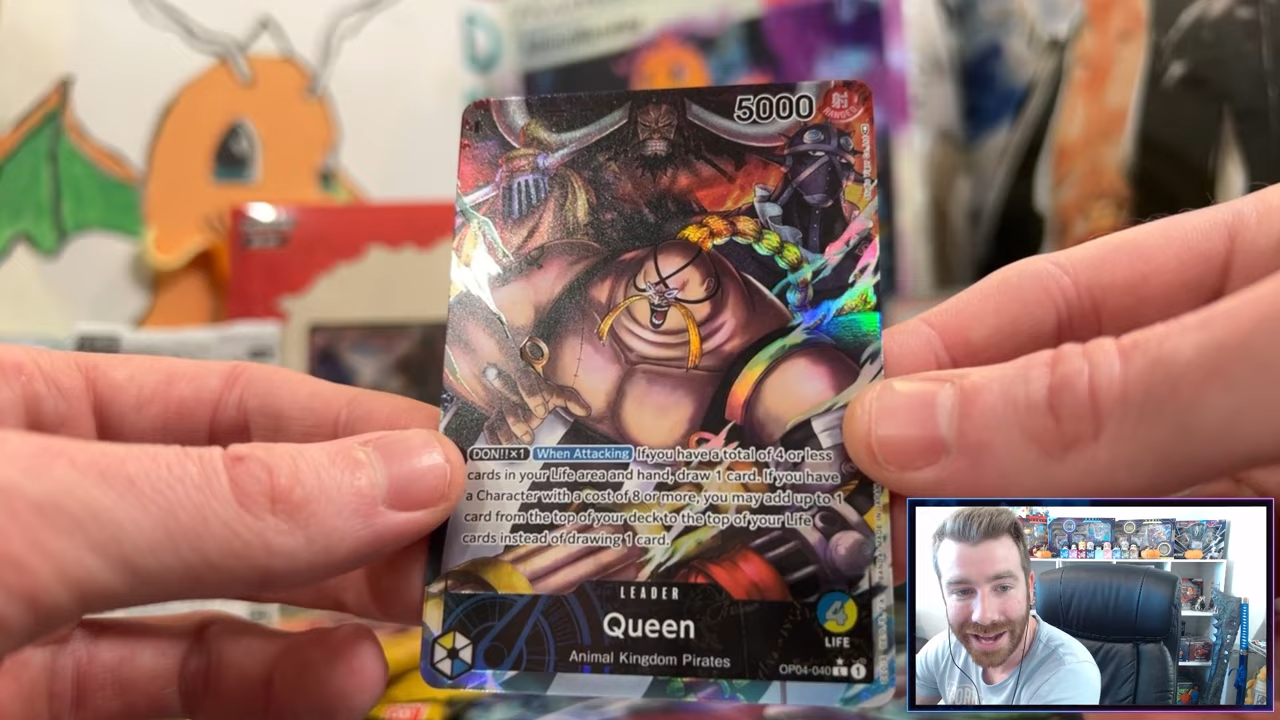 5000
射
RANGED
DON!!×1 When Attacking If you have a total of 4 or less
cards in your Life area and hand, draw 1 card. If you have
a Character with a cost of 8 or more, you may add up to 1
card from the top of your deck to the top of your Life
cards instead of drawing 1 card.
LEADER
Queen
4
LIFE
Animal Kingdom Pirates
OP04-040 L 1